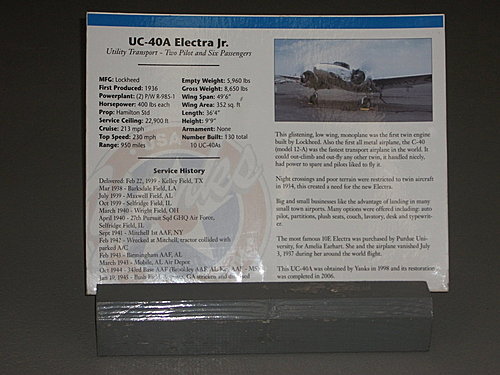 UC-40A Electra Jr.
Utility Transport - Two Pilot and Six Passengers
MFG: Lockheed
First Produced: 1936
Powerplant: (2) P/W R-985-1
Horsepower: 400 lbs each
Prop: Hamilton Std
Service Ceiling: 22,900 ft
Cruise: 213 mph
Top Speed: 230 mph
Range: 950 miles
Empty Weight: 5,960 lbs
Gross Weight: 8,650 lbs
Wing Span: 49'6"
Wing Area: 352 sq. ft
Length: 36'4"
Height: 9'9"
Armament: None
Number Built: 130 total
10 UC-40As
Service History
Delivered: Feb 22, 1939 - Kelley Field, TX
Mar 1938 - Barksdale Field, LA
July 1939 - Maxwell Field, AL
Oct 1939 - Selfridge Field, IL
March 1940 - Wright Field, OH
April 1940 - 27th Pursuit Sqd GHQ Air Force,
Selfridge Field, IL
Sept 1941 - Mitchell 1st AAF, NY
Feb 1942 - Wrecked at Mitchell, tractor collided with
parked A/C
Feb 1943 - Birmingham AAF, AL
March 1943 - Mobile, AL Air Depot
Oct 1944 - 343rd Base AAF
Jan 19, 1945 - Bush Field, GA stricken
This glistening, low wing, monoplane was the first twin engine
built by Lockheed. Also the first all metal airplane, the C-40
(model 12-A) was the fastest transport airplane in the world. It
could out-climb and out-fly any other twin, it handled nicely,
had power to spare and pilots liked to fly it.
Night crossings and poor terrain were restricted to twin aircraft
in 1934, this created a need for the new Electra.
Big and small businesses like the advantage of landing in many
small town airports. Many options were offered including: auto
pilot, partitions, plush seats, couch, lavatory, desk and typewrit-
er.
The most famous 10E Electra was purchased by Purdue Uni-
versity, for Amelia Earhart. She and the airplane vanished July
3, 1937 during her around the world flight.
This UC-40A was obtained by Yanks in 1998 and its restoration
was completed in 2006.